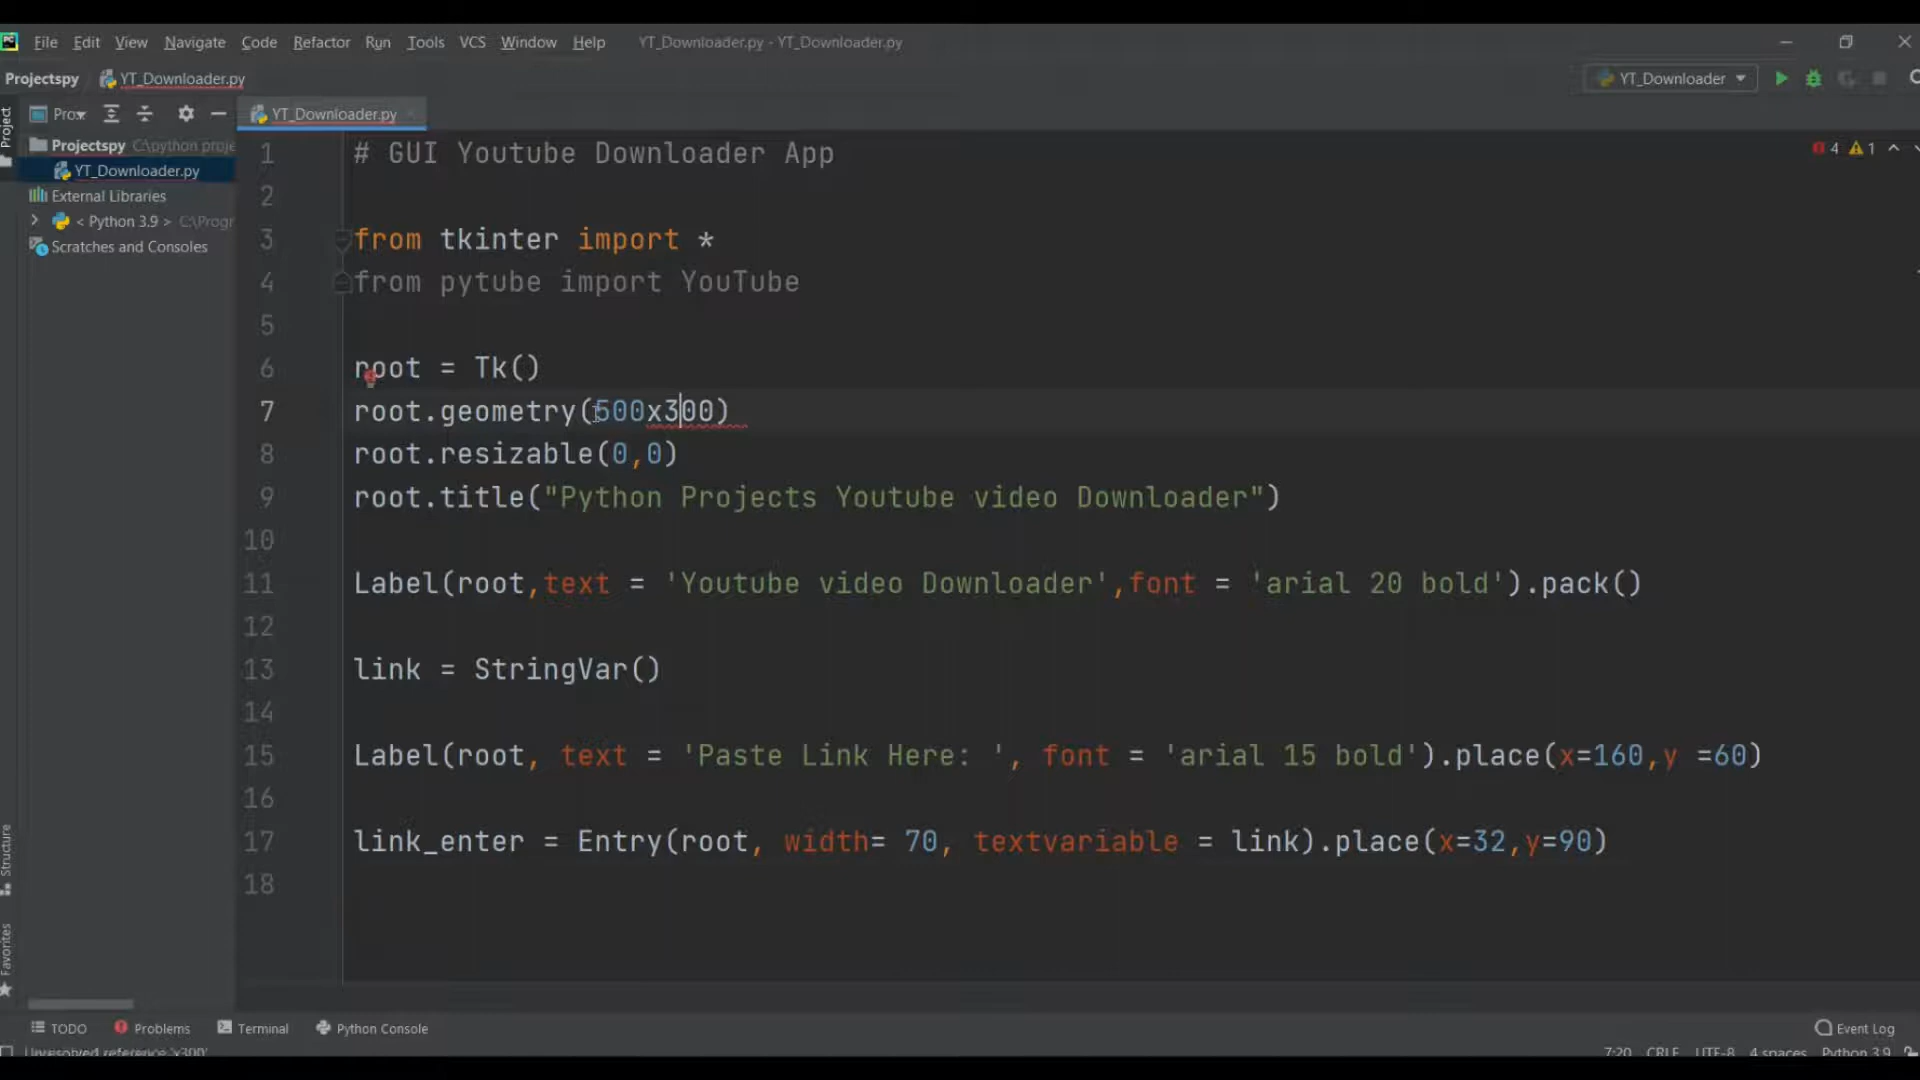 File Edit View Navigate Code Refactor Run Tools VCS Window Help YT_Downloader.py - YT_Downloader.py
Projectspy YT_Downloader.py YT_Downloader
Project Pro YT_Downloader.py
Projectspy C:\python proje
YT_Downloader.py
External Libraries
< Python 3.9 > C:\Progr
Scratches and Consoles
4 1
1 # GUI Youtube Downloader App
2
3 from tkinter import *
4 from pytube import YouTube
5
6 root = Tk()
7 root.geometry(500x300)
8 root.resizable(0,0)
9 root.title("Python Projects Youtube video Downloader")
10
11 Label(root,text = 'Youtube video Downloader',font = 'arial 20 bold').pack()
12
13 link = StringVar()
14
15 Label(root, text = 'Paste Link Here: ', font = 'arial 15 bold').place(x=160,y =60)
16
17 link_enter = Entry(root, width= 70, textvariable = link).place(x=32,y=90)
18
Structure
Favorites
TODO Problems Terminal Python Console Event Log
Unresolved reference 'x300' 7:20 CRLF UTF-8 4 spaces Python 3.9